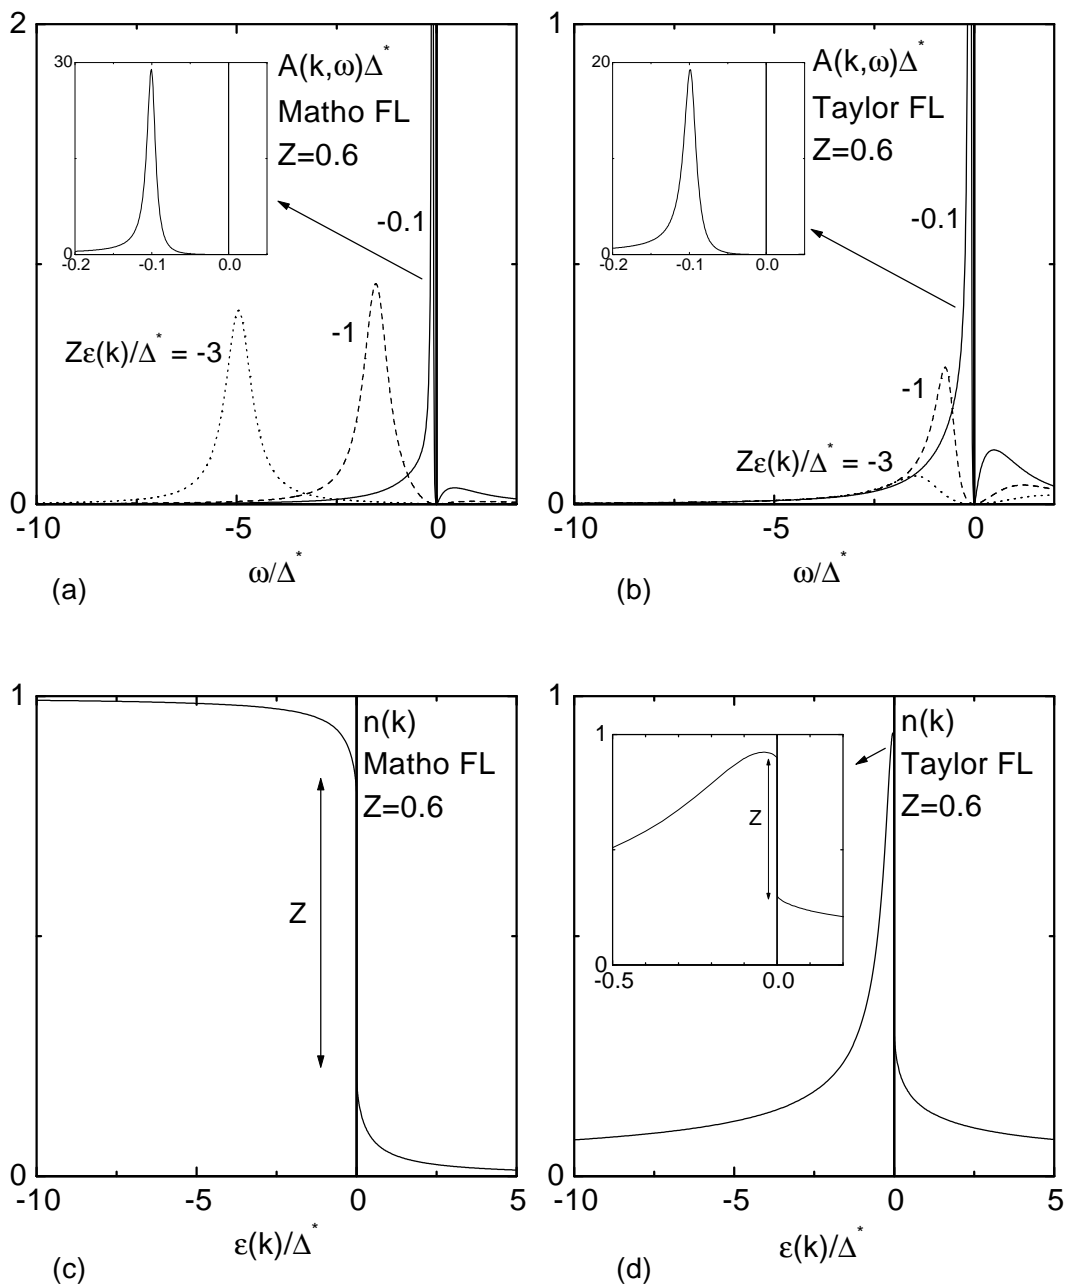 2
30
0
-0.2
-0.1
0.0
A(k,ω)Δ*
Matho FL
Z=0.6
-0.1
-1
Zε(k)/Δ* = -3
0
-10
-5
0
ω/Δ*
(a)
1
20
0
-0.2
-0.1
0.0
A(k,ω)Δ*
Taylor FL
Z=0.6
-0.1
-1
Zε(k)/Δ* = -3
0
-10
-5
0
ω/Δ*
(b)
1
n(k)
Matho FL
Z=0.6
Z
0
-10
-5
0
5
ε(k)/Δ*
(c)
1
1
Z
0
-0.5
0.0
n(k)
Taylor FL
Z=0.6
0
-10
-5
0
5
ε(k)/Δ*
(d)